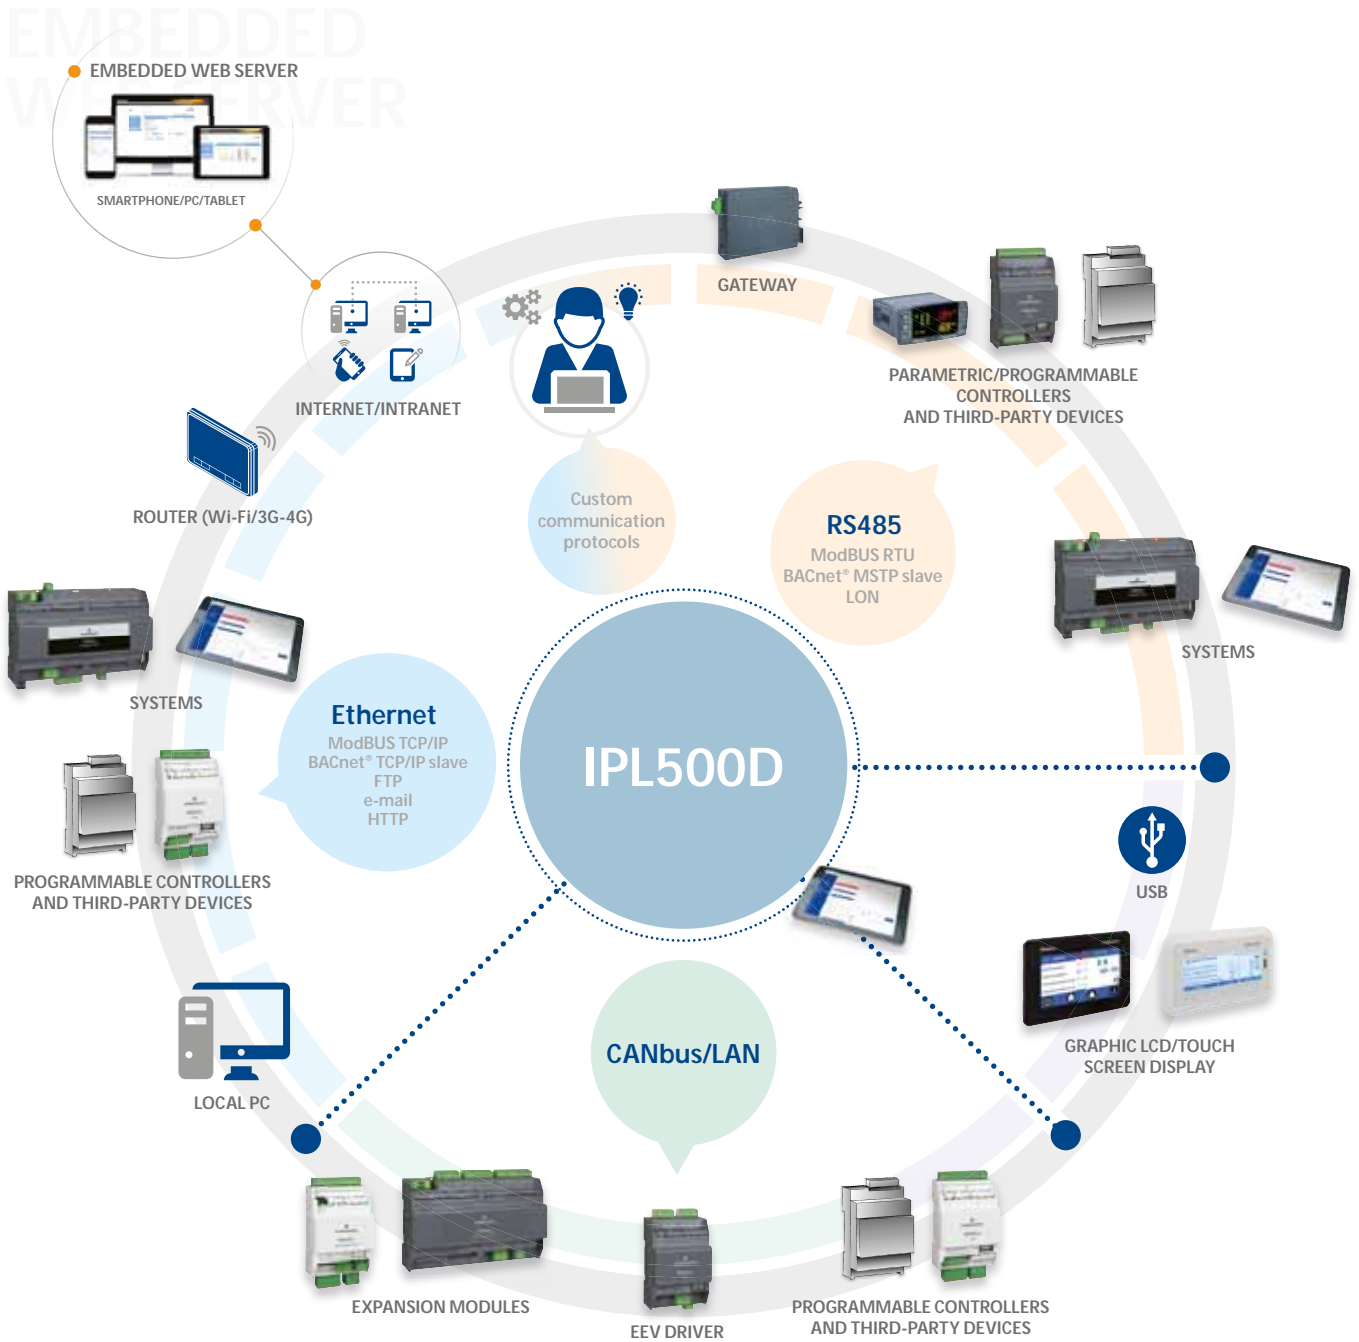 EMBEDDED
WEB SERVER
EMBEDDED WEB SERVER
SMARTPHONE/PC/TABLET
GATEWAY
INTERNET/INTRANET
PARAMETRIC/PROGRAMMABLE
CONTROLLERS
AND THIRD-PARTY DEVICES
ROUTER (Wi-Fi/3G-4G)
Custom
communication
protocols
RS485
ModBUS RTU
BACnet® MSTP slave
LON
SYSTEMS
SYSTEMS
Ethernet
ModBUS TCP/IP
BACnet® TCP/IP slave
FTP
e-mail
HTTP
IPL500D
PROGRAMMABLE CONTROLLERS
AND THIRD-PARTY DEVICES
USB
GRAPHIC LCD/TOUCH
SCREEN DISPLAY
CANbus/LAN
LOCAL PC
EXPANSION MODULES
EEV DRIVER
PROGRAMMABLE CONTROLLERS
AND THIRD-PARTY DEVICES